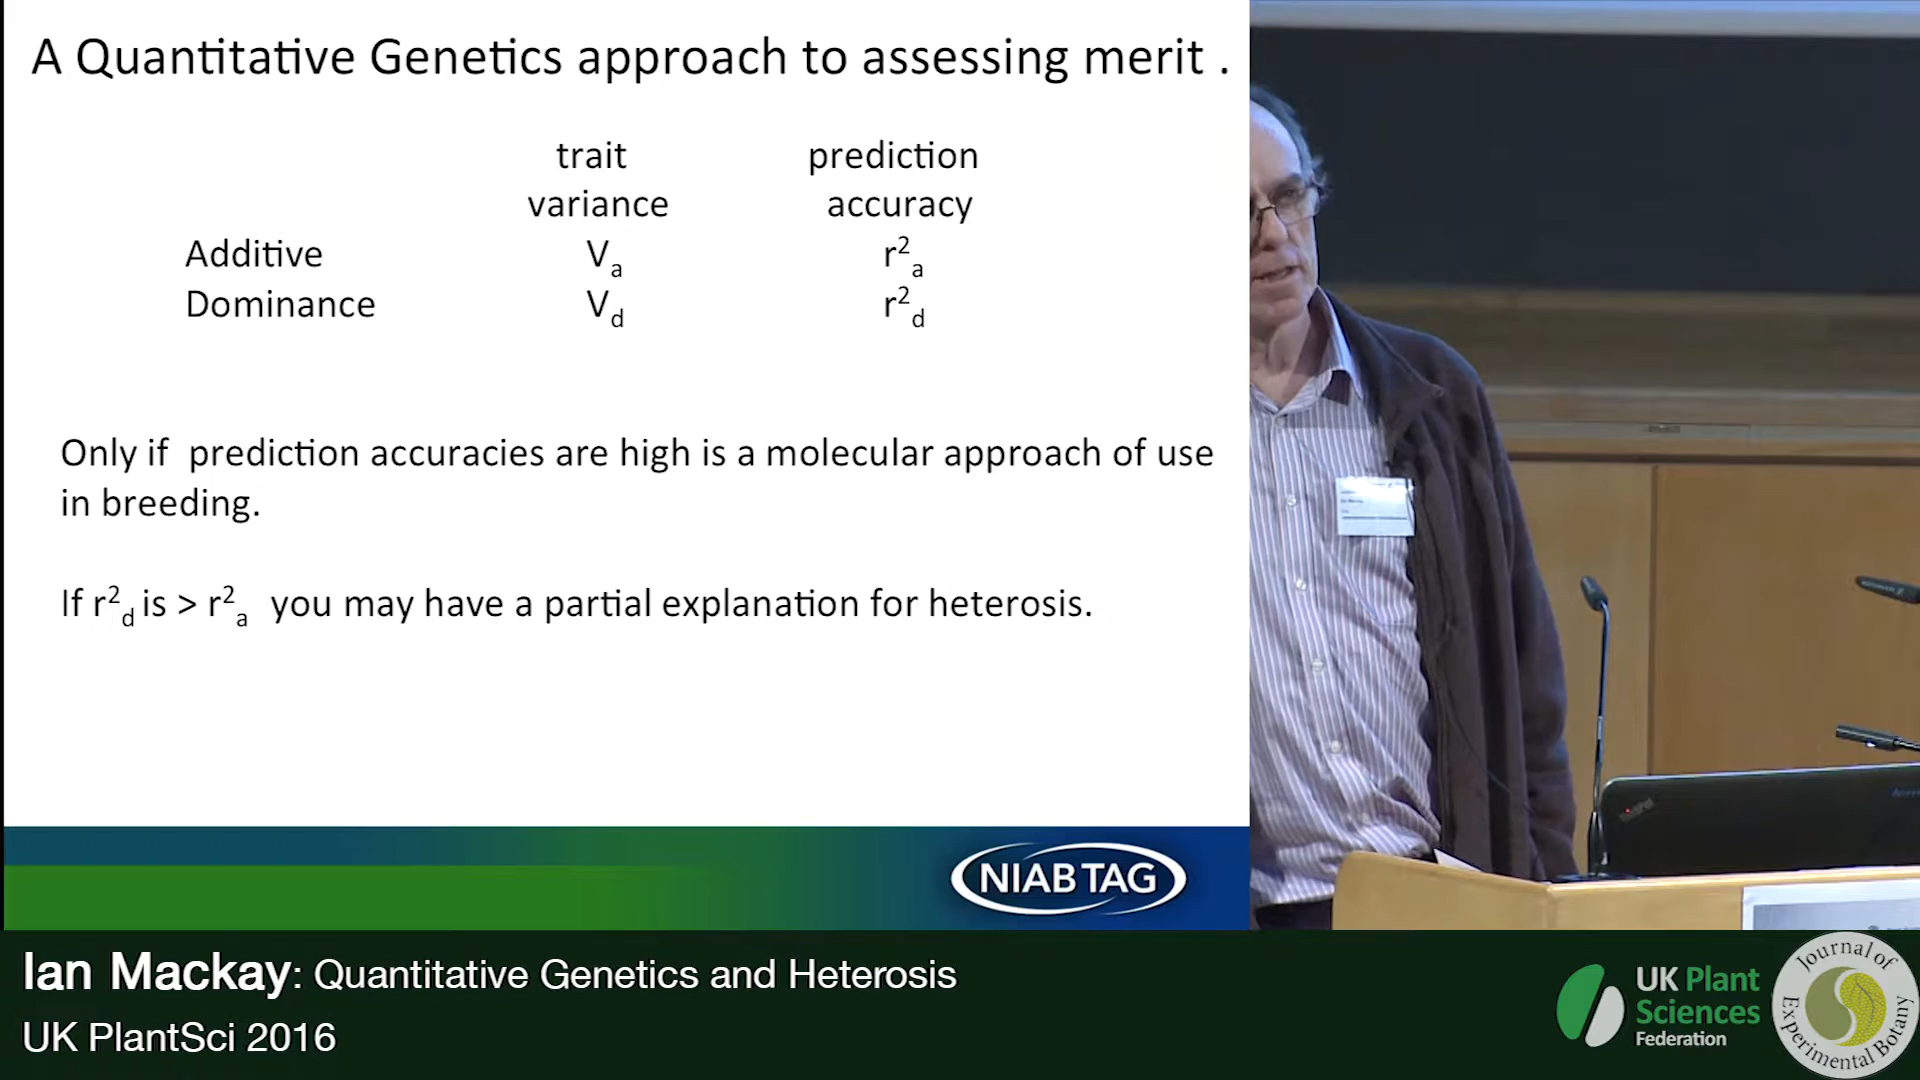 A Quantitative Genetics approach to assessing merit .
trait prediction
variance accuracy
Additive Va r2a
Dominance Vd r2d
Only if prediction accuracies are high is a molecular approach of use
in breeding.
If r2d is > r2a you may have a partial explanation for heterosis.
NIAB TAG
Ian Mackay: Quantitative Genetics and Heterosis
UK PlantSci 2016
UK Plant
Sciences
Federation
Journal of
Experimental Botany